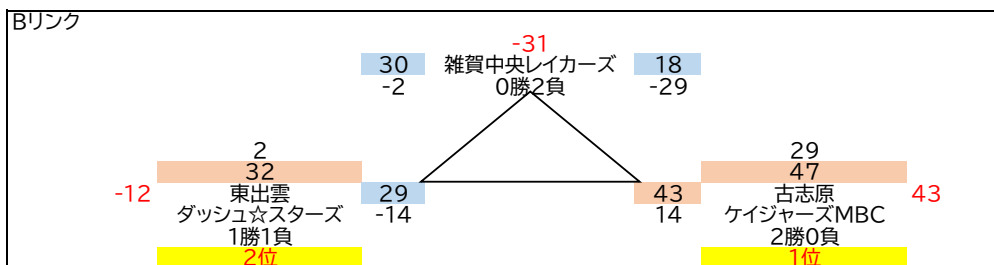 Bリンク
-31
30 雑賀中央レイカーズ 18
-2 0勝2負 -29
2 29
32 47
-12 東出雲 29 43 古志原 43
ダッシュ☆スターズ -14 14 ケイジャーズMBC
1勝1負 2勝0負
2位 1位